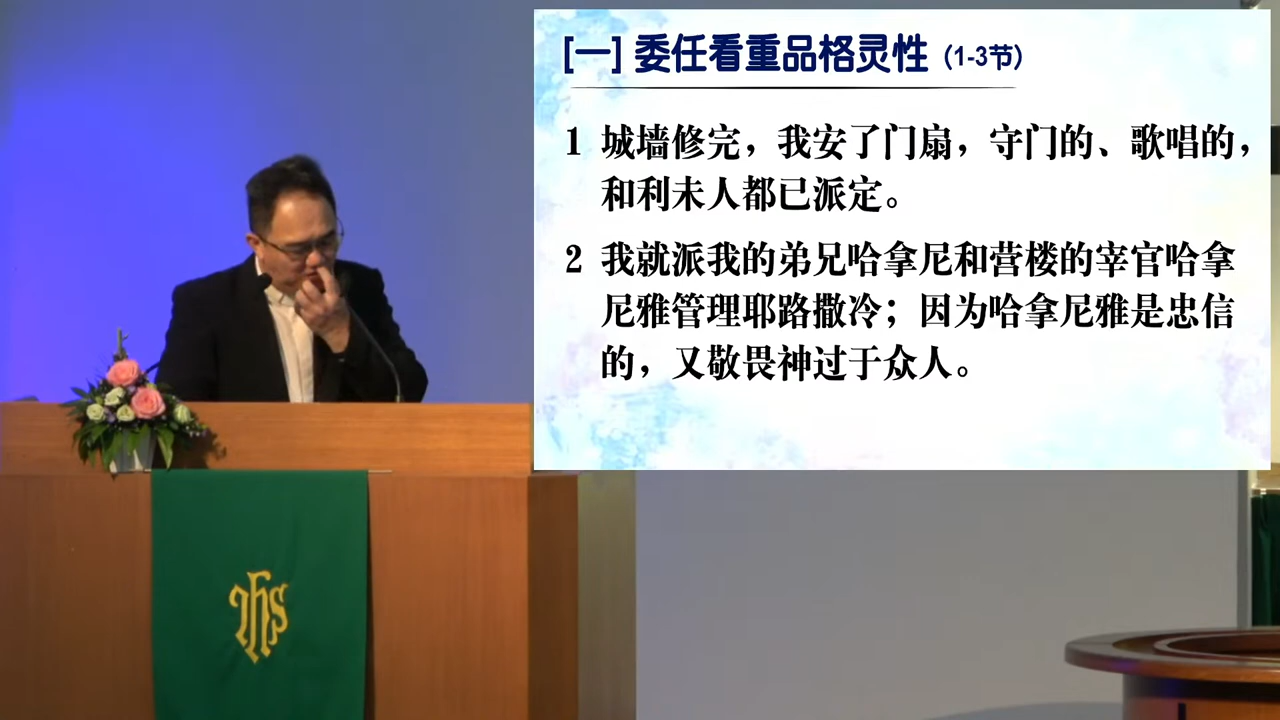 [一] 委任看重品格灵性 (1-3节)
1 城墙修完，我安了门扇，守门的、歌唱的，
和利未人都已派定。
2 我就派我的弟兄哈拿尼和营楼的宰官哈拿
尼雅管理耶路撒冷；因为哈拿尼雅是忠信
的，又敬畏神过于众人。
IHS